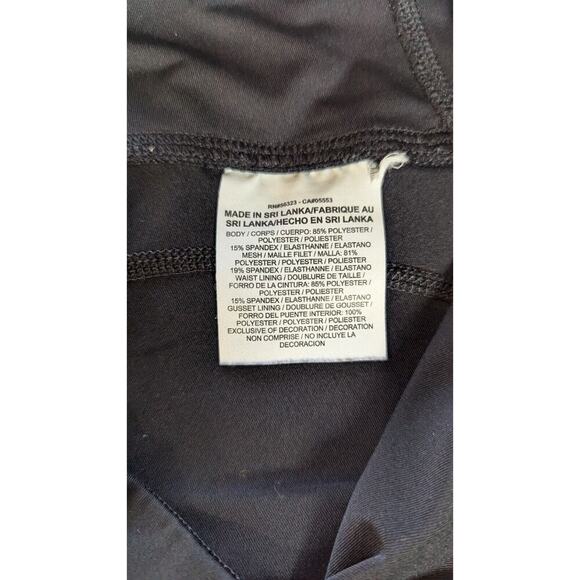 RN#56323 - CA#05553
MADE IN SRI LANKA/FABRIQUE AU
SRI LANKA/HECHO EN SRI LANKA
BODY / CORPS / CUERPO: 85% POLYESTER /
POLYESTER / POLIESTER
15% SPANDEX / ELASTHANNE / ELASTANO
MESH / MAILLE FILET / MALLA: 81%
POLYESTER / POLYESTER / POLIESTER
19% SPANDEX / ELASTHANNE / ELASTANO
WAIST LINING / DOUBLURE DE TAILLE /
FORRO DE LA CINTURA: 85% POLYESTER /
POLYESTER / POLIESTER
15% SPANDEX / ELASTHANNE / ELASTANO
GUSSET LINING / DOUBLURE DE GOUSSET /
FORRO DEL PUENTE INTERIOR: 100%
POLYESTER / POLYESTER / POLIESTER
EXCLUSIVE OF DECORATION / DECORATION
NON COMPRISE / NO INCLUYE LA
DECORACION